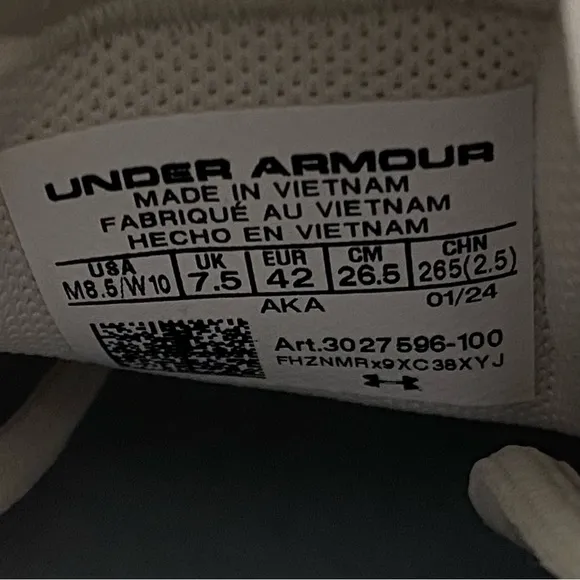 UNDER ARMOUR
MADE IN VIETNAM
FABRIQUÉ AU VIETNAM
HECHO EN VIETNAM
USA UK EUR CM CHN
M8.5/W10 7.5 42 26.5 265(2.5)
AKA 01/24
Art.3027596-100
FHZNMRx9XC38XYJ